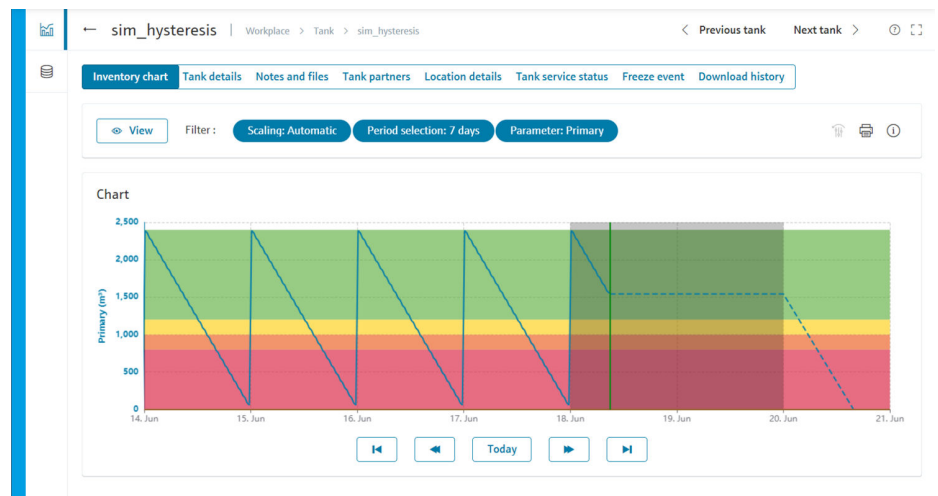 ← sim_hysteresis | Workplace > Tank > sim_hysteresis < Previous tank Next tank >
Inventory chart Tank details Notes and files Tank partners Location details Tank service status Freeze event Download history
View Filter : Scaling: Automatic Period selection: 7 days Parameter: Primary
Chart
Primary (m³)
2,500
2,000
1,500
1,000
500
0
14. Jun 15. Jun 16. Jun 17. Jun 18. Jun 19. Jun 20. Jun 21. Jun
Today